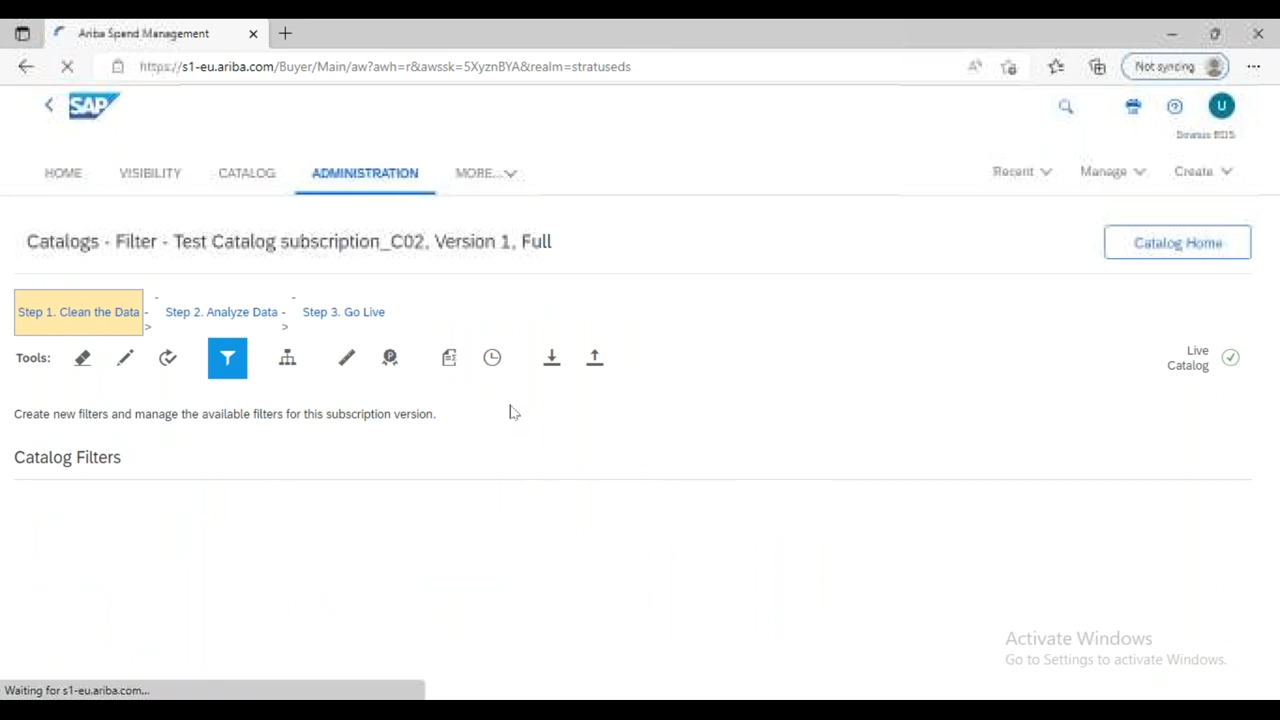 Ariba Spend Management
https://s1-eu.ariba.com/Buyer/Main/aw?awh=r&awssk=5XyznBYA&realm=stratuseds
Not syncing
SAP
U
HOME
VISIBILITY
CATALOG
ADMINISTRATION
MORE...
Recent
Manage
Create
Catalogs - Filter - Test Catalog subscription_C02, Version 1, Full
Catalog Home
Step 1. Clean the Data ->
Step 2. Analyze Data ->
Step 3. Go Live
Tools:
Live
Catalog
Create new filters and manage the available filters for this subscription version.
Catalog Filters
Activate Windows
Go to Settings to activate Windows.
Waiting for s1-eu.ariba.com...